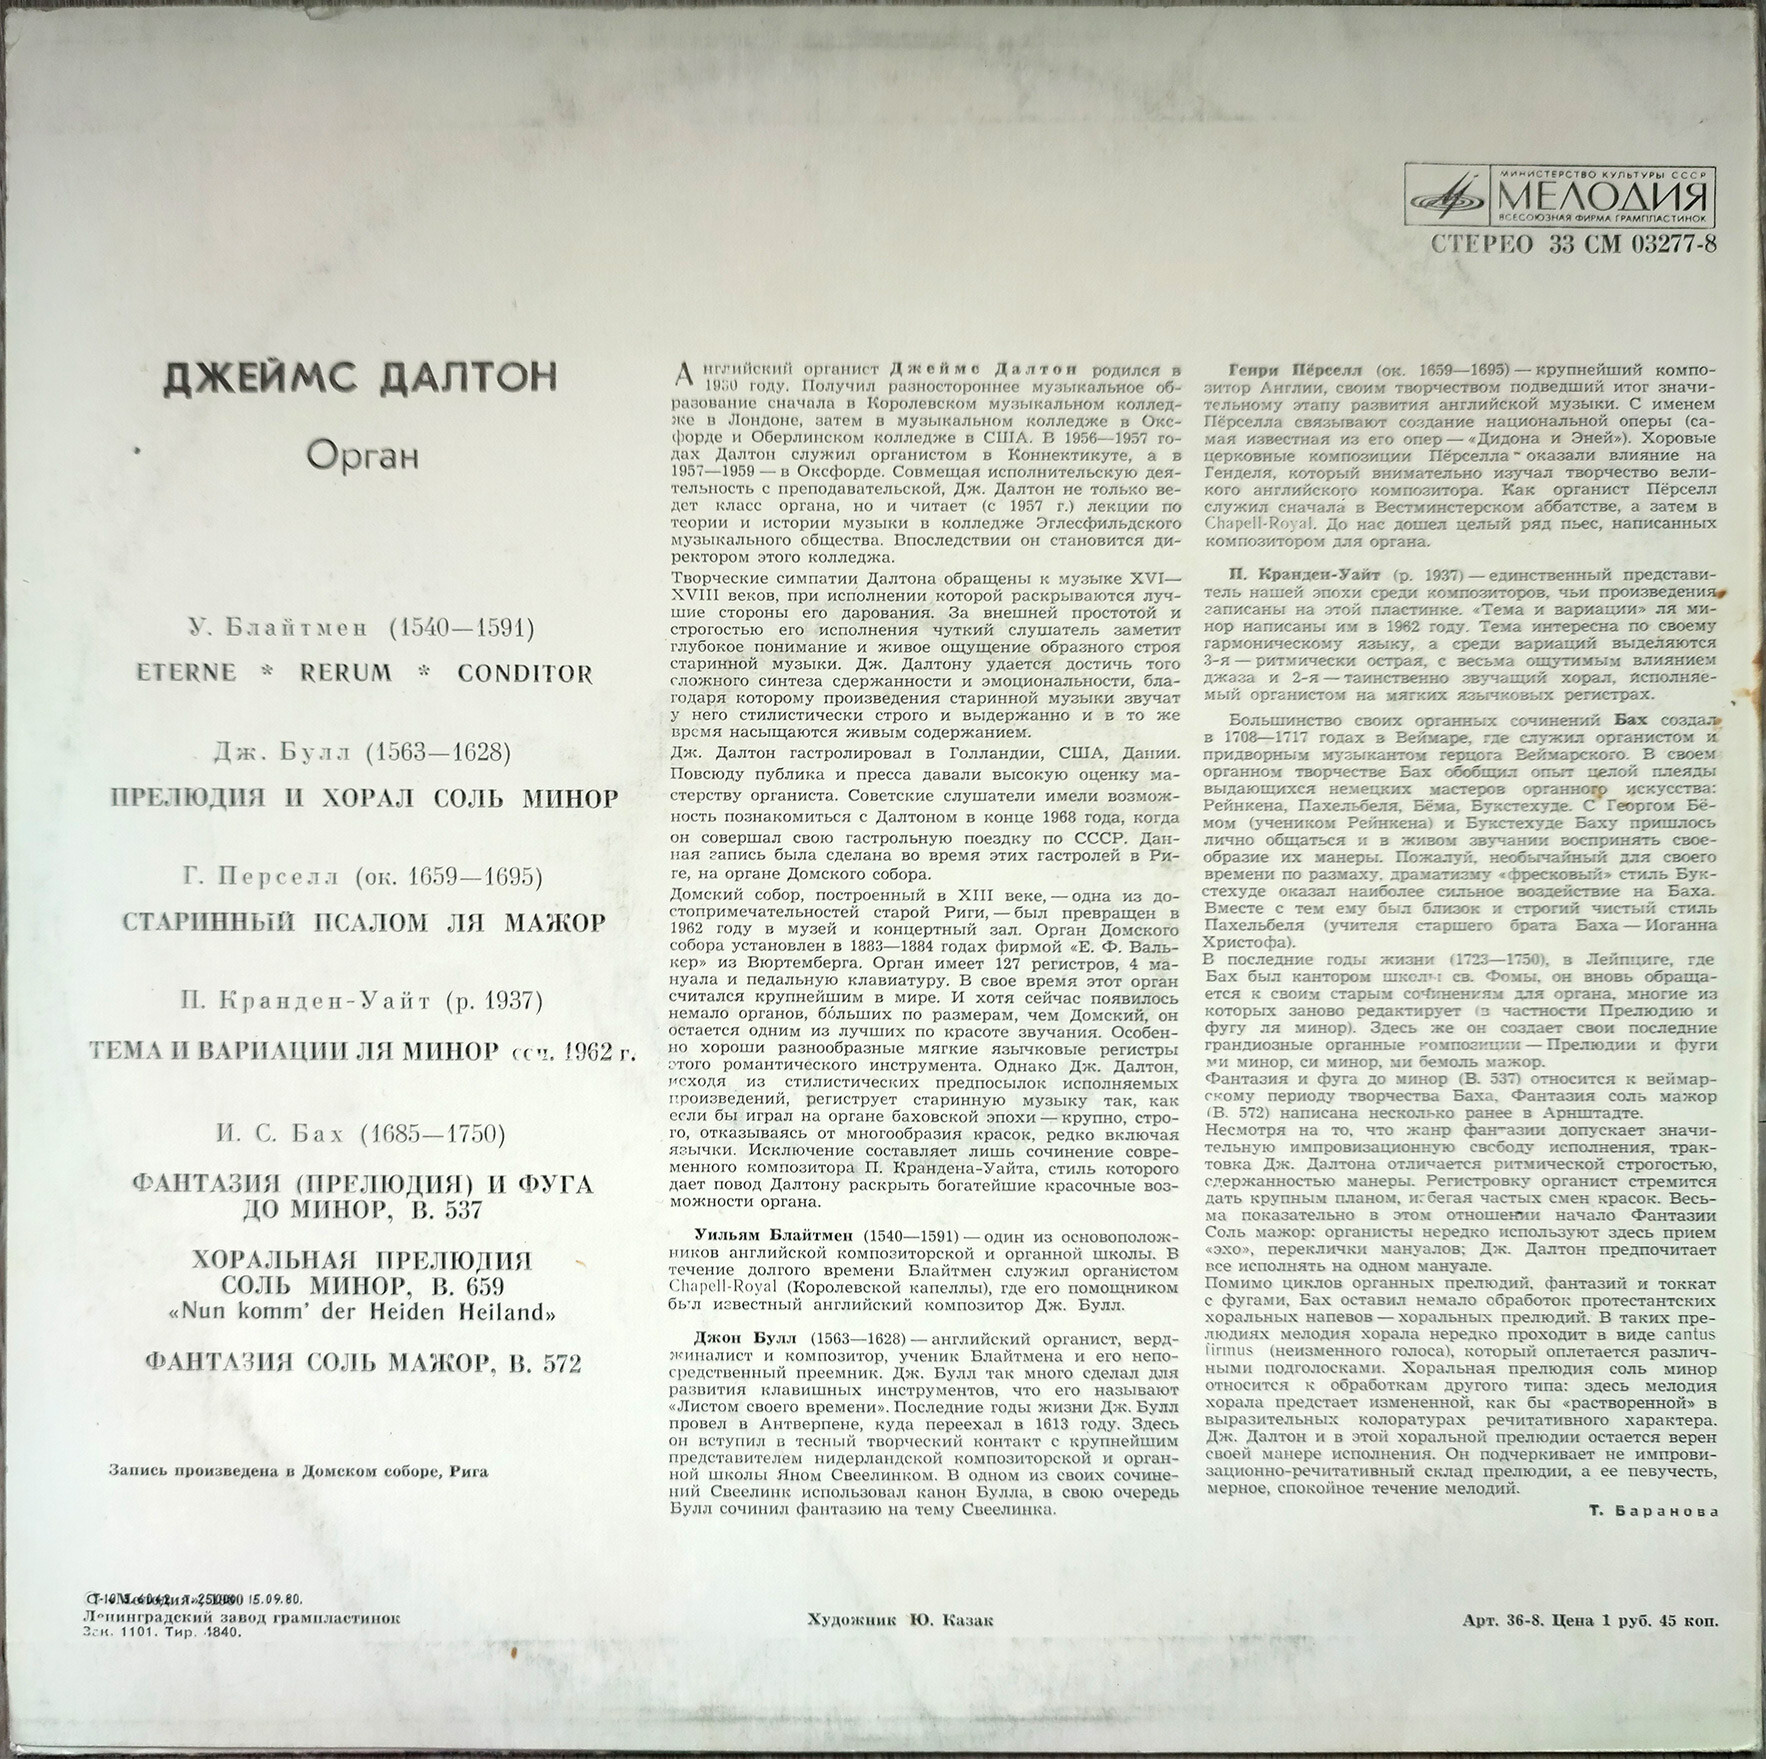 МИНИСТЕРСТВО КУЛЬТУРЫ СССР
МЕЛОДИЯ
ВСЕСОЮЗНАЯ ФИРМА ГРАМПЛАСТИНОК
СТЕРЕО 33 СМ 03277-8
ДЖЕЙМС ДАЛТОН
Орган
У. Блайтмен (1540—1591)
ETERNE * RERUM * CONDITOR
Дж. Булл (1563—1628)
ПРЕЛЮДИЯ И ХОРАЛ СОЛЬ МИНОР
Г. Перселл (ок. 1659—1695)
СТАРИННЫЙ ПСАЛОМ ЛЯ МАЖОР
П. Кранден-Уайт (р. 1937)
ТЕМА И ВАРИАЦИИ ЛЯ МИНОР соч. 1962 г.
И. С. Бах (1685—1750)
ФАНТАЗИЯ (ПРЕЛЮДИЯ) И ФУГА
ДО МИНОР, В. 537
ХОРАЛЬНАЯ ПРЕЛЮДИЯ
СОЛЬ МИНОР, В. 659
«Nun komm' der Heiden Heiland»
ФАНТАЗИЯ СОЛЬ МАЖОР, В. 572
Запись произведена в Домском соборе, Рига
Английский органист Джеймс Далтон родился в
1930 году. Получил разностороннее музыкальное об-
разование сначала в Королевском музыкальном коллед-
же в Лондоне, затем в музыкальном колледже в Окс-
форде и Оберлинском колледже в США. В 1956—1957 го-
дах Далтон служил органистом в Коннектикуте, а в
1957—1959 — в Оксфорде. Совмещая исполнительскую дея-
тельность с преподавательской, Дж. Далтон не только ве-
дет класс органа, но и читает (с 1957 г.) лекции по
теории и истории музыки в колледже Эглесфильдского
музыкального общества. Впоследствии он становится ди-
ректором этого колледжа.
Творческие симпатии Далтона обращены к музыке XVI—
XVIII веков, при исполнении которой раскрываются луч-
шие стороны его дарования. За внешней простотой и
строгостью его исполнения чуткий слушатель заметит
глубокое понимание и живое ощущение образного строя
старинной музыки. Дж. Далтону удается достичь того
сложного синтеза сдержанности и эмоциональности, бла-
годаря которому произведения старинной музыки звучат
у него стилистически строго и выдержанно и в то же
время насыщаются живым содержанием.
Дж. Далтон гастролировал в Голландии, США, Дании.
Повсюду публика и пресса давали высокую оценку ма-
стерству органиста. Советские слушатели имели возмож-
ность познакомиться с Далтоном в конце 1968 года, когда
он совершал свою гастрольную поездку по СССР. Дан-
ная запись была сделана во время этих гастролей в Ри-
ге, на органе Домского собора.
Домский собор, построенный в XIII веке, — одна из до-
стопримечательностей старой Риги, — был превращен в
1962 году в музей и концертный зал. Орган Домского
собора установлен в 1883—1884 годах фирмой «Е. Ф. Валь-
кер» из Вюртемберга. Орган имеет 127 регистров, 4 ма-
нуала и педальную клавиатуру. В свое время этот орган
считался крупнейшим в мире. И хотя сейчас появилось
немало органов, бо́льших по размерам, чем Домский, он
остается одним из лучших по красоте звучания. Особен-
но хороши разнообразные мягкие язычковые регистры
этого романтического инструмента. Однако Дж. Далтон,
исходя из стилистических предпосылок исполняемых
произведений, региструет старинную музыку так, как
если бы играл на органе баховской эпохи — крупно, стро-
го, отказываясь от многообразия красок, редко включая
язычки. Исключение составляет лишь сочинение совре-
менного композитора П. Крандена-Уайта, стиль которого
дает повод Далтону раскрыть богатейшие красочные воз-
можности органа.
Уильям Блайтмен (1540—1591) — один из основополож-
ников английской композиторской и органной школы. В
течение долгого времени Блайтмен служил органистом
Chapell-Royal (Королевской капеллы), где его помощником
был известный английский композитор Дж. Булл.
Джон Булл (1563—1628) — английский органист, верд-
жиналист и композитор, ученик Блайтмена и его непо-
средственный преемник. Дж. Булл так много сделал для
развития клавишных инструментов, что его называют
«Листом своего времени». Последние годы жизни Дж. Булл
провел в Антверпене, куда переехал в 1613 году. Здесь
он вступил в тесный творческий контакт с крупнейшим
представителем нидерландской композиторской и орган-
ной школы Яном Свеелинком. В одном из своих сочине-
ний Свеелинк использовал канон Булла, в свою очередь
Булл сочинил фантазию на тему Свеелинка.
Генри Пёрселл (ок. 1659—1695) — крупнейший компо-
зитор Англии, своим творчеством подведший итог значи-
тельному этапу развития английской музыки. С именем
Пёрселла связывают создание национальной оперы (са-
мая известная из его опер — «Дидона и Эней»). Хоровые
церковные композиции Пёрселла оказали влияние на
Генделя, который внимательно изучал творчество вели-
кого английского композитора. Как органист Пёрселл
служил сначала в Вестминстерском аббатстве, а затем в
Chapell-Royal. До нас дошел целый ряд пьес, написанных
композитором для органа.
П. Кранден-Уайт (р. 1937) — единственный представи-
тель нашей эпохи среди композиторов, чьи произведения
записаны на этой пластинке. «Тема и вариации» ля ми-
нор написаны им в 1962 году. Тема интересна по своему
гармоническому языку, а среди вариаций выделяются
3-я — ритмически острая, с весьма ощутимым влиянием
джаза и 2-я — таинственно звучащий хорал, исполняе-
мый органистом на мягких язычковых регистрах.
Большинство своих органных сочинений Бах создал
в 1708—1717 годах в Веймаре, где служил органистом и
придворным музыкантом герцога Веймарского. В своем
органном творчестве Бах обобщил опыт целой плеяды
выдающихся немецких мастеров органного искусства:
Рейнкена, Пахельбеля, Бёма, Букстехуде. С Георгом Бё-
мом (учеником Рейнкена) и Букстехуде Баху пришлось
лично общаться и в живом звучании воспринять свое-
образие их манеры. Пожалуй, необычайный для своего
времени по размаху, драматизму «фресковый» стиль Бук-
стехуде оказал наиболее сильное воздействие на Баха.
Вместе с тем ему был близок и строгий чистый стиль
Пахельбеля (учителя старшего брата Баха — Иоганна
Христофа).
В последние годы жизни (1723—1750), в Лейпциге, где
Бах был кантором школы св. Фомы, он вновь обраща-
ется к своим старым сочинениям для органа, многие из
которых заново редактирует (в частности Прелюдию и
фугу ля минор). Здесь же он создает свои последние
грандиозные органные композиции — Прелюдии и фуги
ми минор, си минор, ми бемоль мажор.
Фантазия и фуга до минор (В. 537) относится к веймар-
скому периоду творчества Баха, Фантазия соль мажор
(В. 572) написана несколько ранее в Арнштадте.
Несмотря на то, что жанр фантазии допускает значи-
тельную импровизационную свободу исполнения, трак-
товка Дж. Далтона отличается ритмической строгостью,
сдержанностью манеры. Регистровку органист стремится
дать крупным планом, избегая частых смен красок. Весь-
ма показательно в этом отношении начало Фантазии
Соль мажор: органисты нередко используют здесь прием
«эхо», переклички мануалов; Дж. Далтон предпочитает
все исполнять на одном мануале.
Помимо циклов органных прелюдий, фантазий и токкат
с фугами, Бах оставил немало обработок протестантских
хоральных напевов — хоральных прелюдий. В таких пре-
людиях мелодия хорала нередко проходит в виде cantus
firmus (неизменного голоса), который оплетается различ-
ными подголосками. Хоральная прелюдия соль минор
относится к обработкам другого типа: здесь мелодия
хорала предстает измененной, как бы «растворенной» в
выразительных колоратурах речитативного характера.
Дж. Далтон и в этой хоральной прелюдии остается верен
своей манере исполнения. Он подчеркивает не импрови-
зационно-речитативный склад прелюдии, а ее певучесть,
мерное, спокойное течение мелодий.
Т. Баранова
15.09.80.
Ленинградский завод грампластинок
Зак. 1101. Тир. 1840.
Художник Ю. Казак
Арт. 36-8. Цена 1 руб. 45 коп.